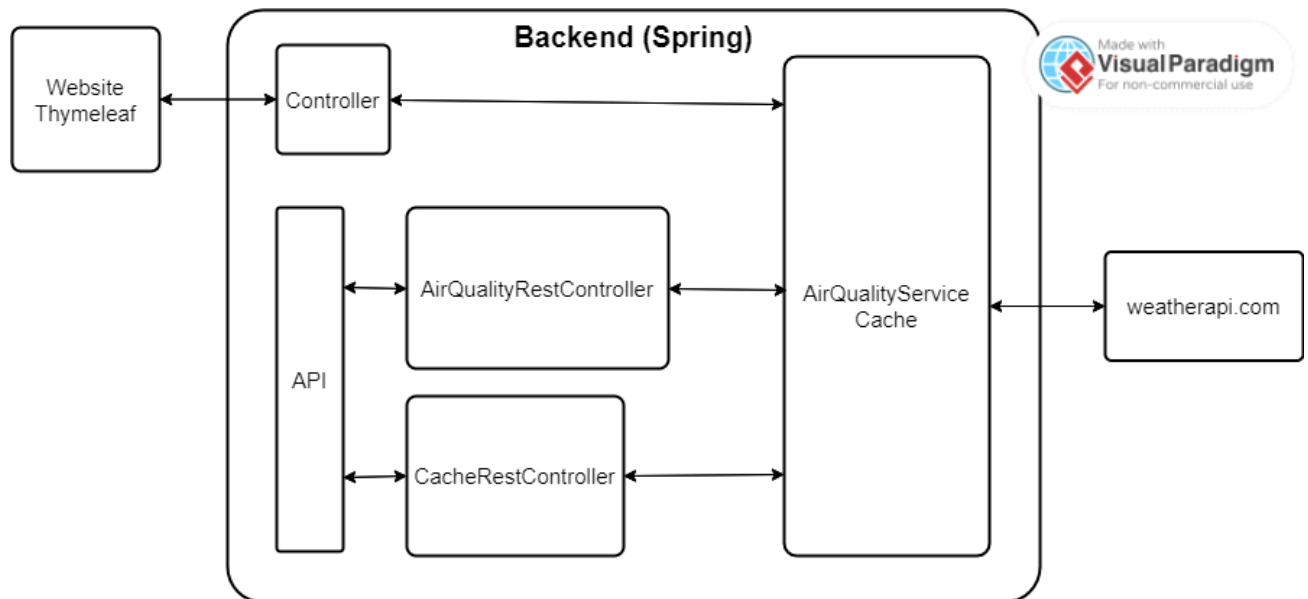 Backend (Spring)
Made with
Visual Paradigm
For non-commercial use
Website
Thymeleaf
Controller
AirQualityRestController
AirQualityService
Cache
weatherapi.com
API
CacheRestController